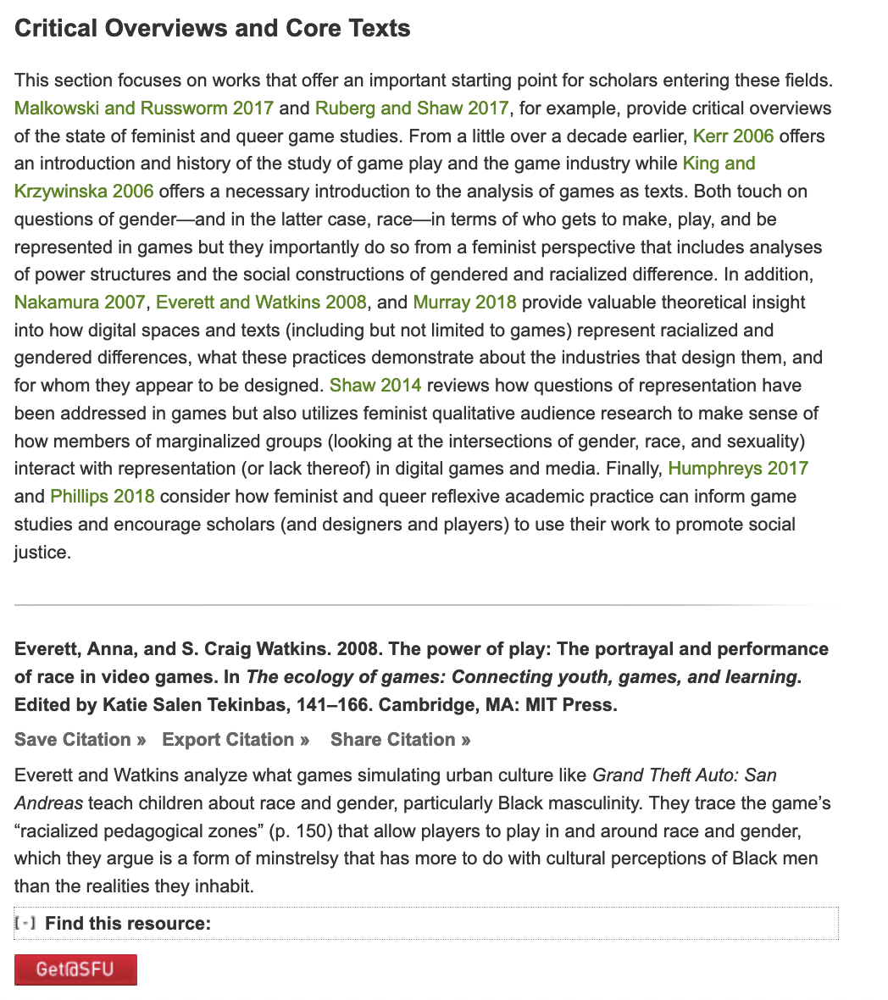 Critical Overviews and Core Texts
This section focuses on works that offer an important starting point for scholars entering these fields.
Malkowski and Russworm 2017 and Ruberg and Shaw 2017, for example, provide critical overviews
of the state of feminist and queer game studies. From a little over a decade earlier, Kerr 2006 offers
an introduction and history of the study of game play and the game industry while King and
Krzywinska 2006 offers a necessary introduction to the analysis of games as texts. Both touch on
questions of gender—and in the latter case, race—in terms of who gets to make, play, and be
represented in games but they importantly do so from a feminist perspective that includes analyses
of power structures and the social constructions of gendered and racialized difference. In addition,
Nakamura 2007, Everett and Watkins 2008, and Murray 2018 provide valuable theoretical insight
into how digital spaces and texts (including but not limited to games) represent racialized and
gendered differences, what these practices demonstrate about the industries that design them, and
for whom they appear to be designed. Shaw 2014 reviews how questions of representation have
been addressed in games but also utilizes feminist qualitative audience research to make sense of
how members of marginalized groups (looking at the intersections of gender, race, and sexuality)
interact with representation (or lack thereof) in digital games and media. Finally, Humphreys 2017
and Phillips 2018 consider how feminist and queer reflexive academic practice can inform game
studies and encourage scholars (and designers and players) to use their work to promote social
justice.
Everett, Anna, and S. Craig Watkins. 2008. The power of play: The portrayal and performance
of race in video games. In The ecology of games: Connecting youth, games, and learning.
Edited by Katie Salen Tekinbas, 141–166. Cambridge, MA: MIT Press.
Save Citation » Export Citation » Share Citation »
Everett and Watkins analyze what games simulating urban culture like Grand Theft Auto: San
Andreas teach children about race and gender, particularly Black masculinity. They trace the game’s
“racialized pedagogical zones” (p. 150) that allow players to play in and around race and gender,
which they argue is a form of minstrelsy that has more to do with cultural perceptions of Black men
than the realities they inhabit.
[-] Find this resource:
Get@SFU